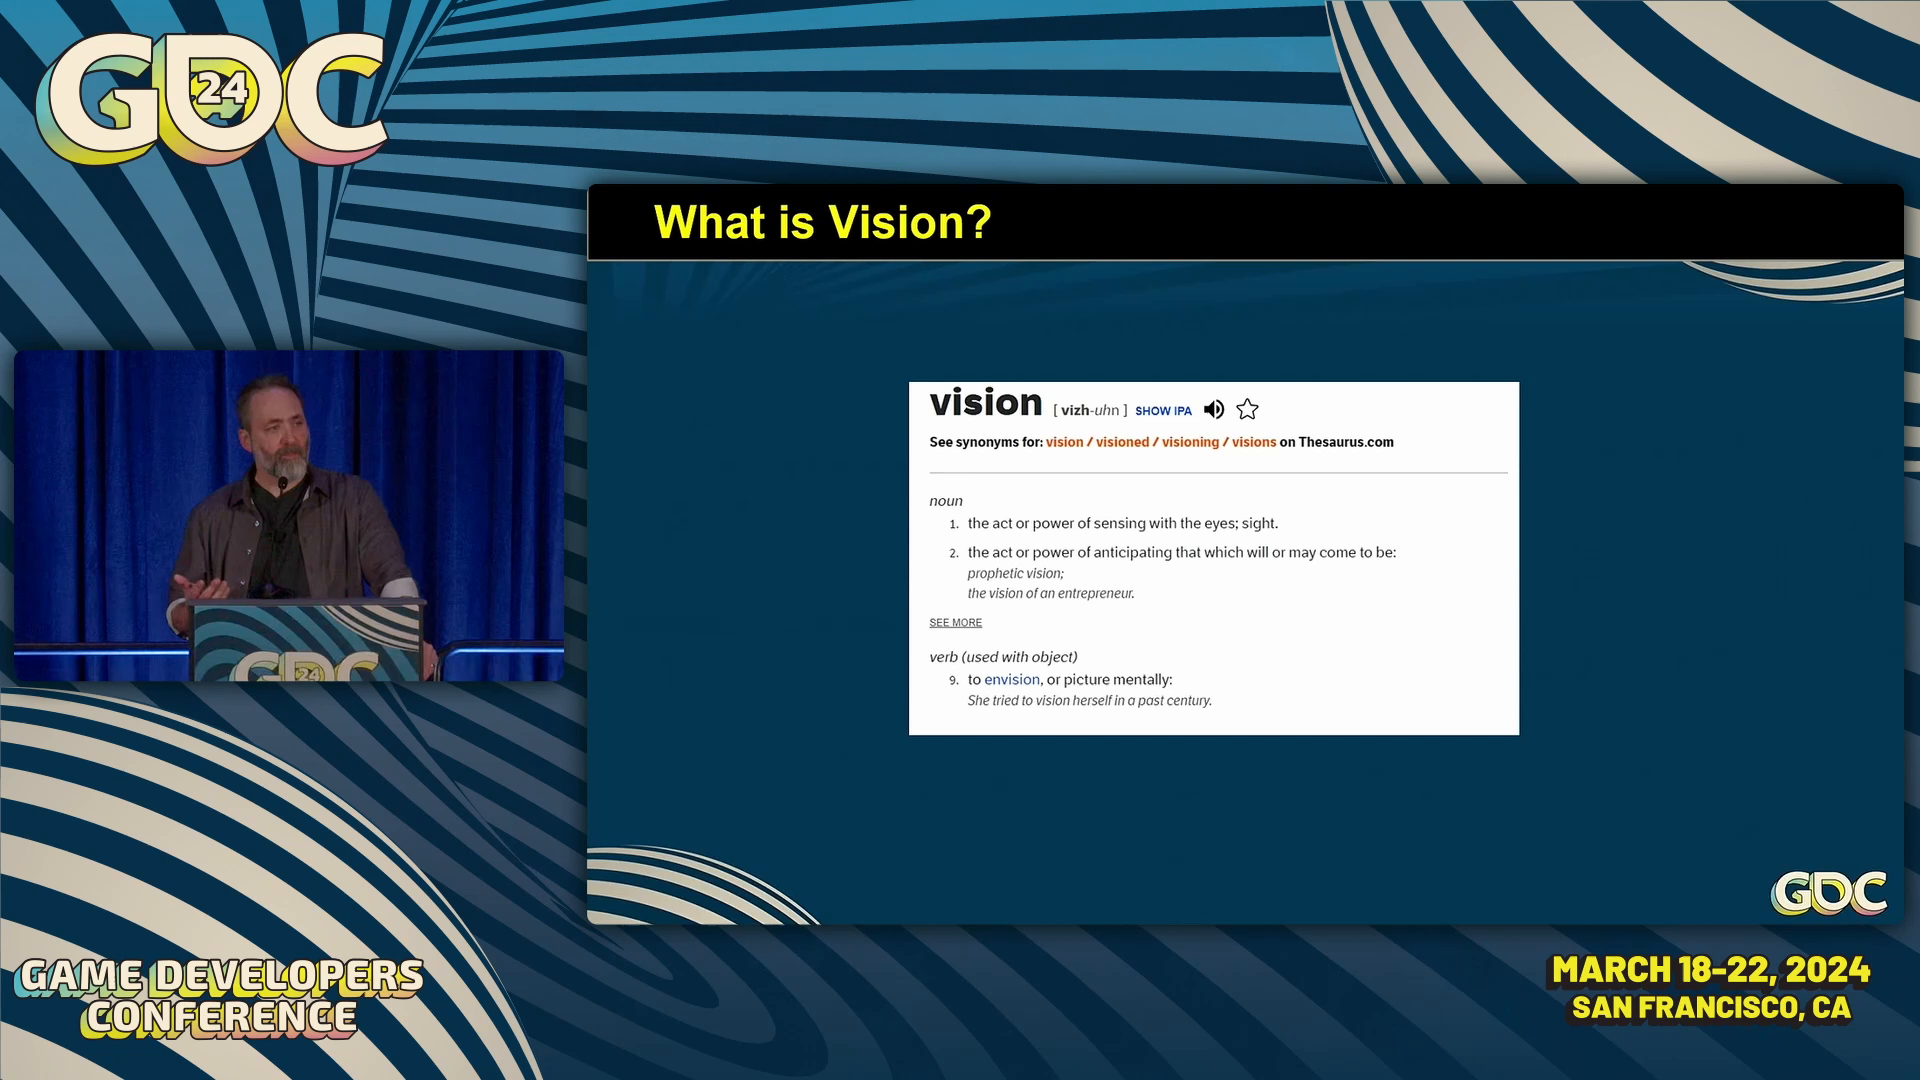 GDC
24
What is Vision?
vision [ vizh-uhn ] SHOW IPA
See synonyms for: vision / visioned / visioning / visions on Thesaurus.com
noun
1. the act or power of sensing with the eyes; sight.
2. the act or power of anticipating that which will or may come to be:
prophetic vision;
the vision of an entrepreneur.
SEE MORE
verb (used with object)
9. to envision, or picture mentally:
She tried to vision herself in a past century.
GDC
24
GDC
GAME DEVELOPERS
CONFERENCE
MARCH 18-22, 2024
SAN FRANCISCO, CA